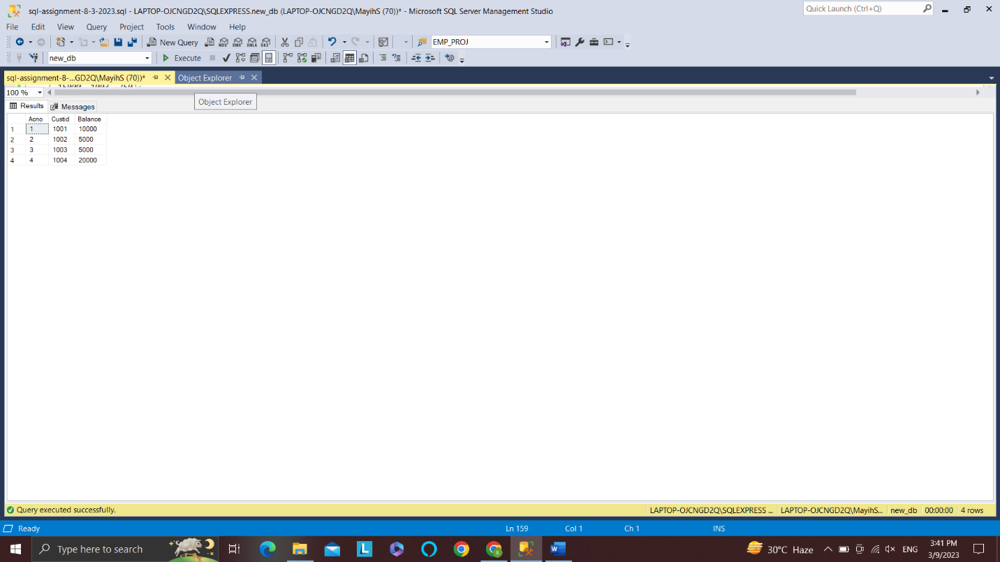 sql-assignment-8-3-2023.sql - LAPTOP-OJCNGD2Q\SQLEXPRESS.new_db (LAPTOP-OJCNGD2Q\MayihS (70))* - Microsoft SQL Server Management Studio
Quick Launch (Ctrl+Q)
File Edit View Query Project Tools Window Help
New Query MDX DMX XMLA DAX EMP_PROJ
new_db Execute
sql-assignment-8-...GD2Q\MayihS (70))* Object Explorer
100 %
Object Explorer
Results Messages
Acno Custid Balance
1 1 1001 10000
2 2 1002 5000
3 3 1003 5000
4 4 1004 20000
Query executed successfully. LAPTOP-OJCNGD2Q\SQLEXPRESS ... LAPTOP-OJCNGD2Q\MayihS... new_db 00:00:00 4 rows
Ready Ln 159 Col 1 Ch 1 INS
Type here to search L W 30°C Haze ENG 3:41 PM
3/9/2023